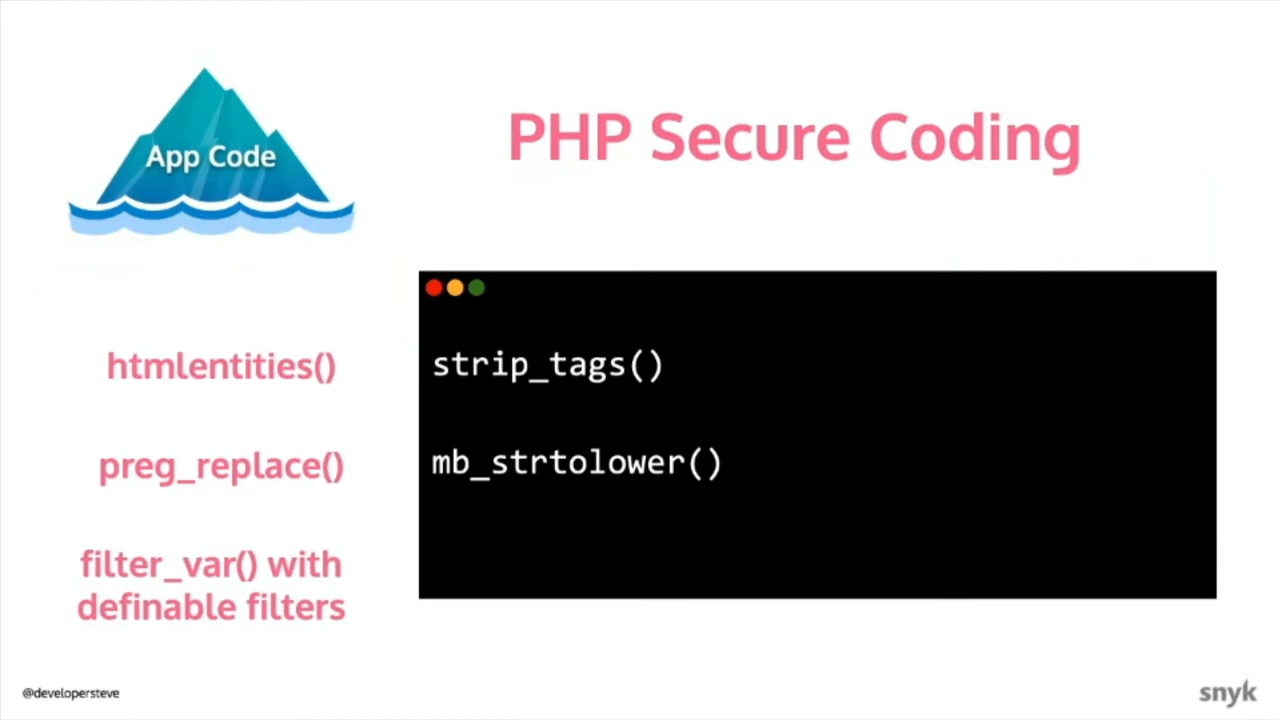 App Code
PHP Secure Coding
htmlentities()
strip_tags()
preg_replace()
mb_strtolower()
filter_var() with
definable filters
@developersteve
snyk